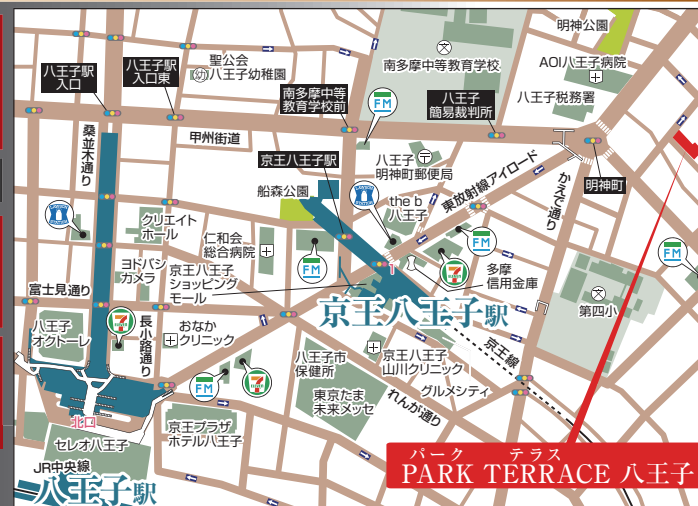 明神公園
聖公会
八王子幼稚園
文
南多摩中等教育学校
AOI八王子病院
八王子税務署
八王子駅
入口
八王子駅
入口東
南多摩中等
教育学校前
FM
八王子
簡易裁判所
甲州街道
桑並木通り
京王八王子駅
八王子
明神町郵便局
東放射線アイロード
明神町
かえで通り
船森公園
the b
八王子
クリエイト
ホール
仁和会
総合病院
FM
FM
FM
ヨドバシ
カメラ
京王八王子
ショッピング
モール
1
多摩
信用金庫
富士見通り
京王八王子駅
文
第四小
八王子
オクトーレ
長小路通り
おなか
クリニック
八王子市
保健所
京王八王子
山川クリニック
京王線
FM
東京たま
未来メッセ
グルメシティ
れんが通り
北口
京王プラザ
ホテル八王子
セレオ八王子
JR中央線
八王子駅
パーク テラス
PARK TERRACE 八王子